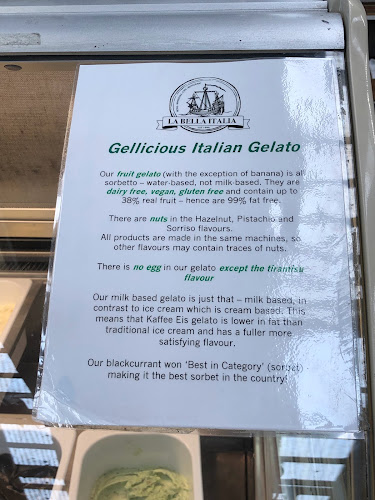 LA BELLA ITALIA
Gellicious Italian Gelato
Our fruit gelato (with the exception of banana) is all
sorbetto – water-based, not milk-based. They are
dairy free, vegan, gluten free and contain up to
38% real fruit – hence are 99% fat free.
There are nuts in the Hazelnut, Pistachio and
Sorriso flavours.
All products are made in the same machines, so
other flavours may contain traces of nuts.
There is no egg in our gelato except the tirantisu
flavour
Our milk based gelato is just that – milk based, in
contrast to ice cream which is cream based. This
means that Kaffee Eis gelato is lower in fat than
traditional ice cream and has a fuller more
satisfying flavour.
Our blackcurrant won 'Best in Category' (sorbet)
making it the best sorbet in the country!